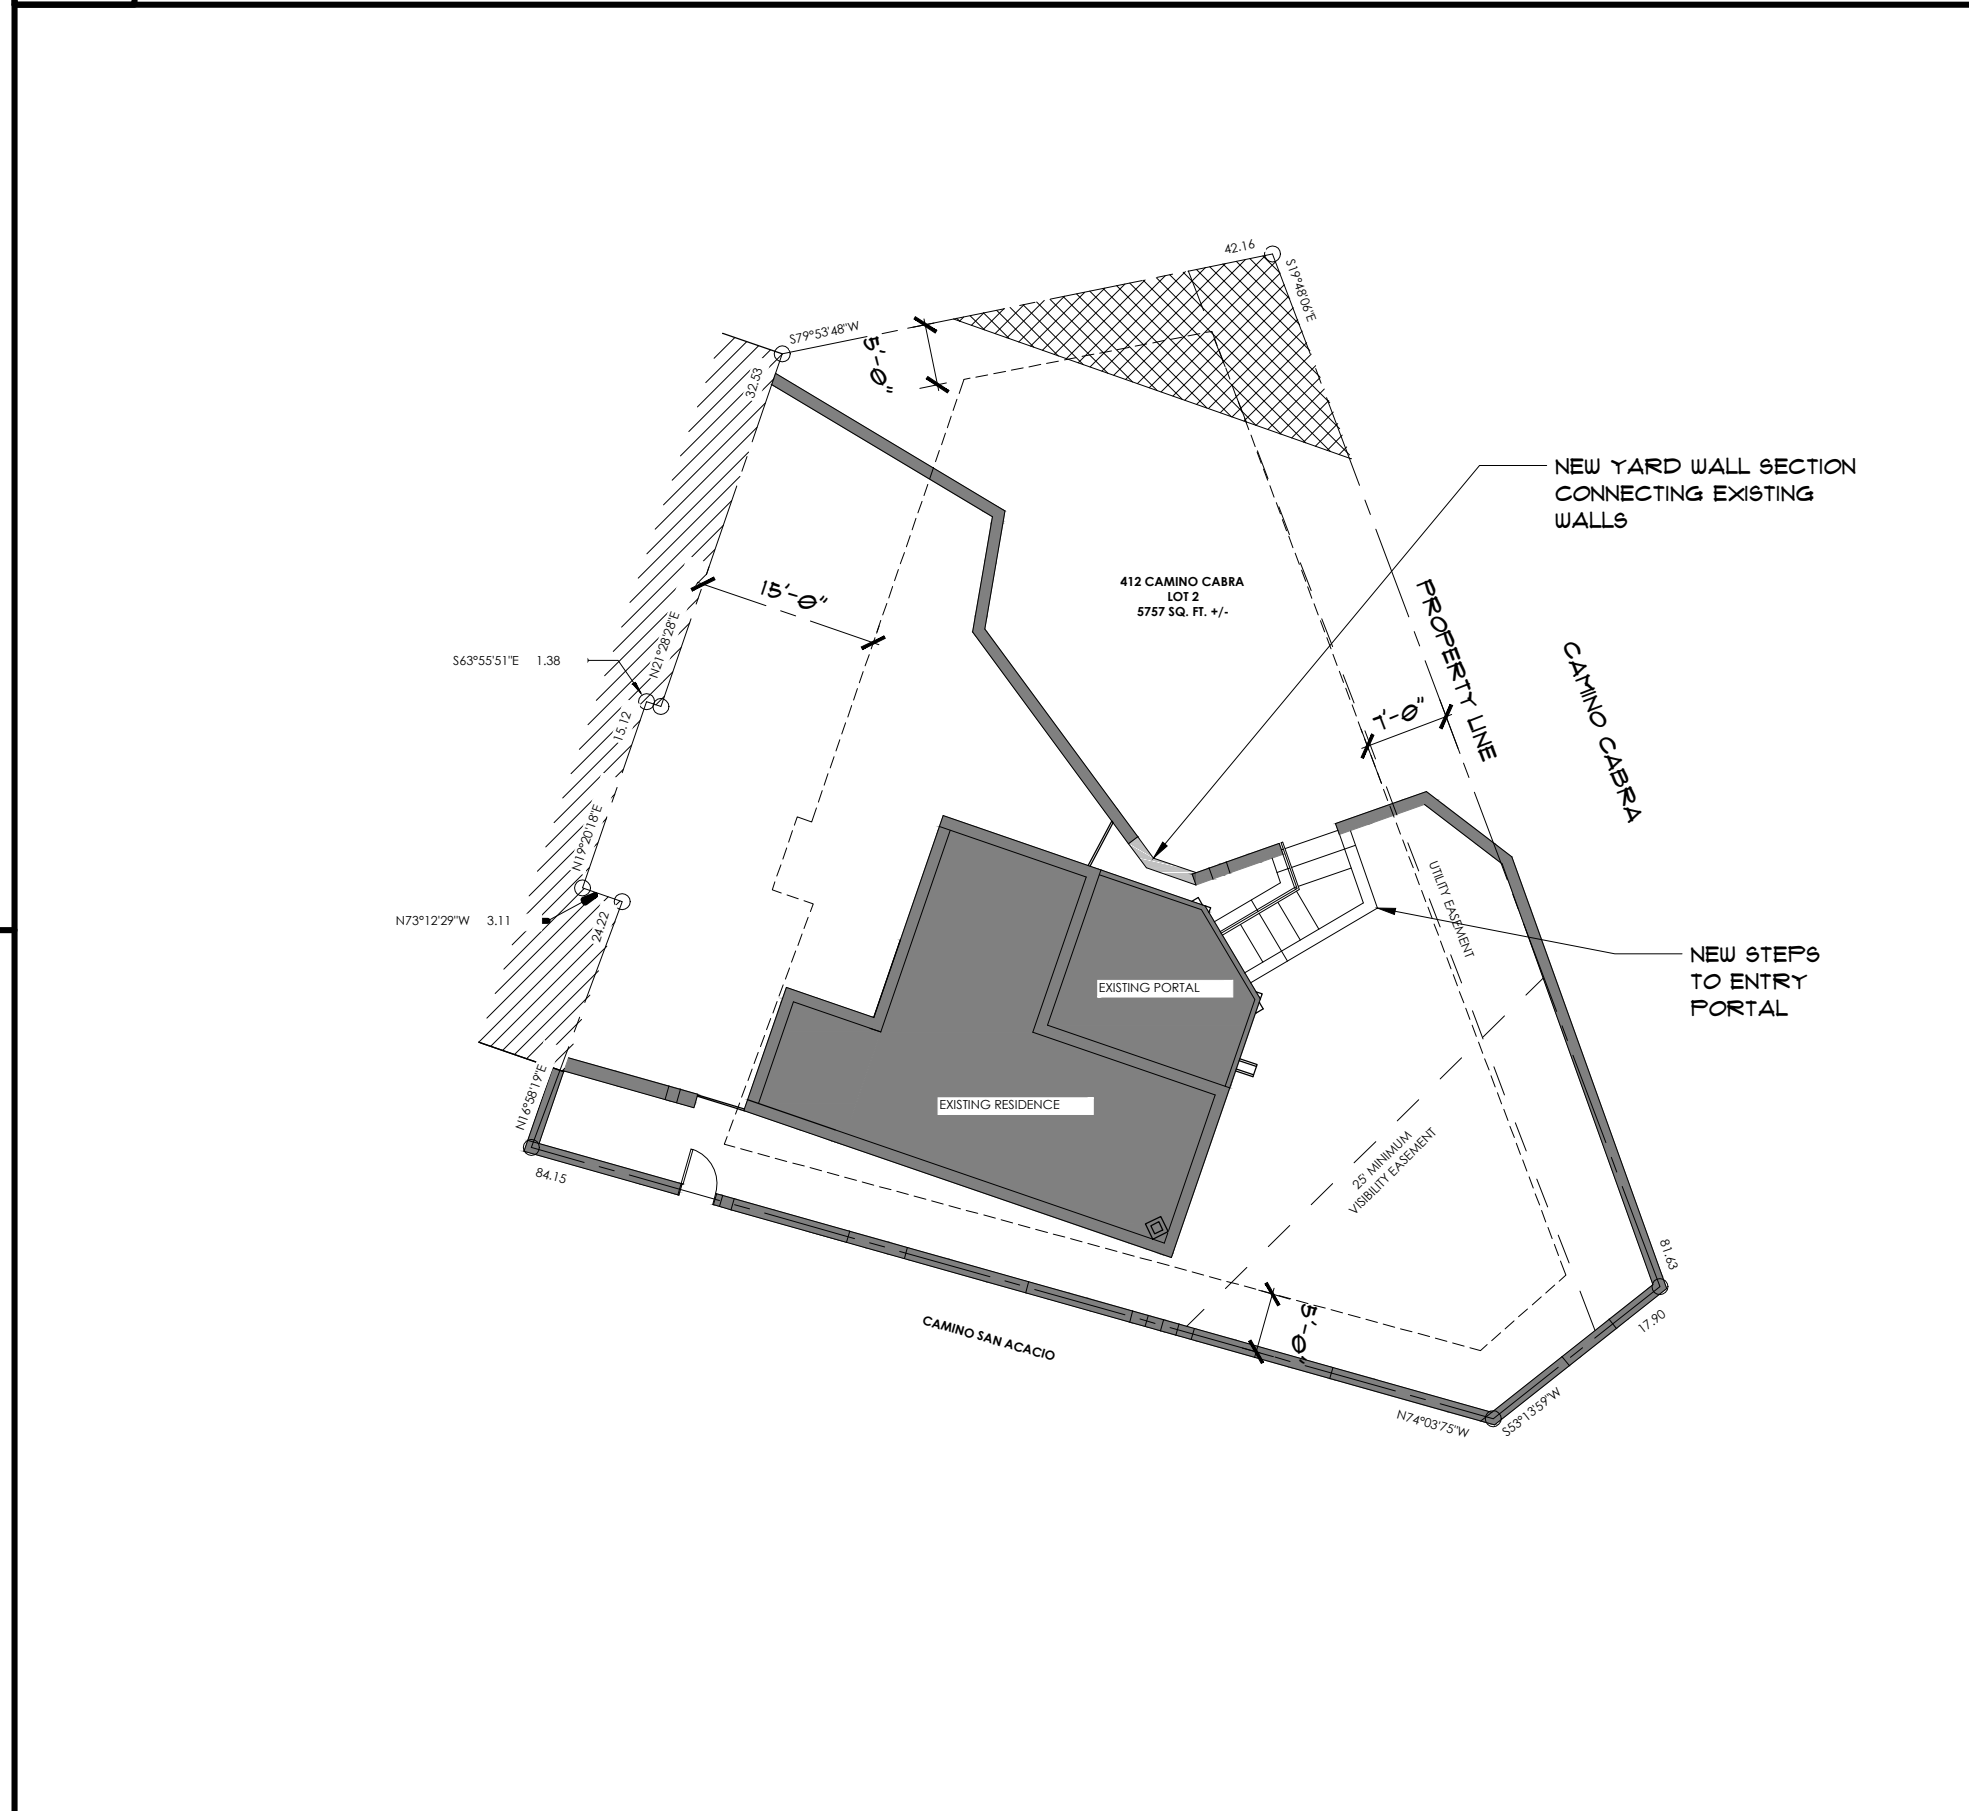 42.16
S19°48'06"E
S79°53'48"W
5'-0"
32.53
NEW YARD WALL SECTION
CONNECTING EXISTING
WALLS
412 CAMINO CABRA
LOT 2
5757 SQ. FT. +/-
15'-0"
PROPERTY LINE
CAMINO CABRA
N21°28'28"E
S63°55'51"E 1.38
15.12
7'-0"
N19°20'18"E
UTILITY EASEMENT
N73°12'29"W 3.11
24.22
NEW STEPS
TO ENTRY
PORTAL
EXISTING PORTAL
EXISTING RESIDENCE
N16°58'19"E
25' MINIMUM
VISIBILITY EASEMENT
84.15
81.63
5'-0"
17.90
CAMINO SAN ACACIO
N74°03'75"W
S53°13'59"W